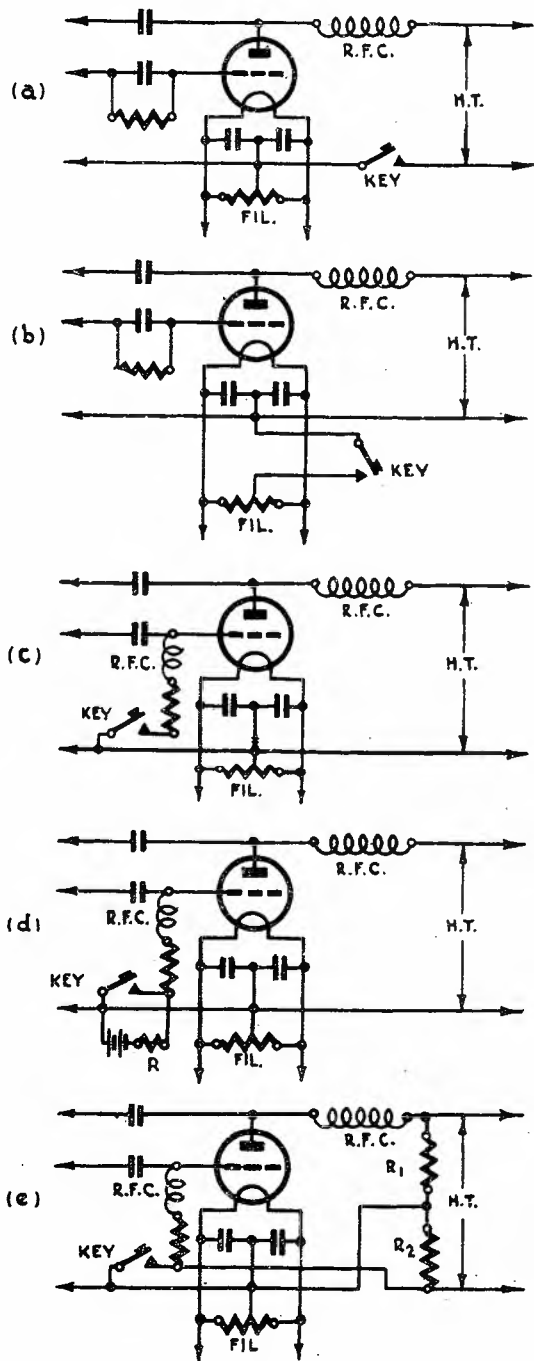 R.F.C.
(a)
H.T.
KEY
FIL.
R.F.C.
(b)
H.T.
KEY
FIL.
R.F.C.
(c)
R.F.C.
H.T.
KEY
FIL.
R.F.C.
(d)
R.F.C.
H.T.
KEY
R
FIL.
R.F.C.
(e)
R.F.C.
R1
H.T.
KEY
R2
FIL